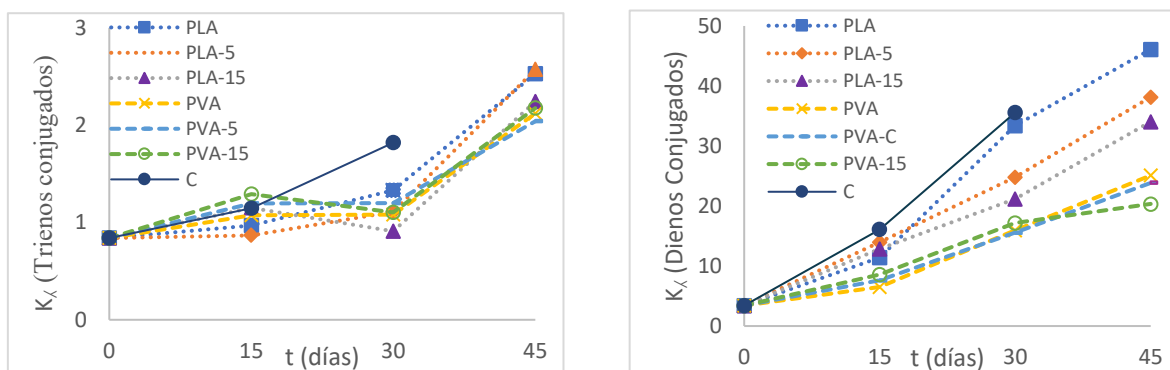 3
2
1
0
K_λ (Trienos conjugados)
PLA
PLA-5
PLA-15
PVA
PVA-5
PVA-15
C
0
15
30
45
t (días)
50
40
30
20
10
0
K_λ (Dienos Conjugados)
PLA
PLA-5
PLA-15
PVA
PVA-C
PVA-15
C
0
15
30
45
t (días)